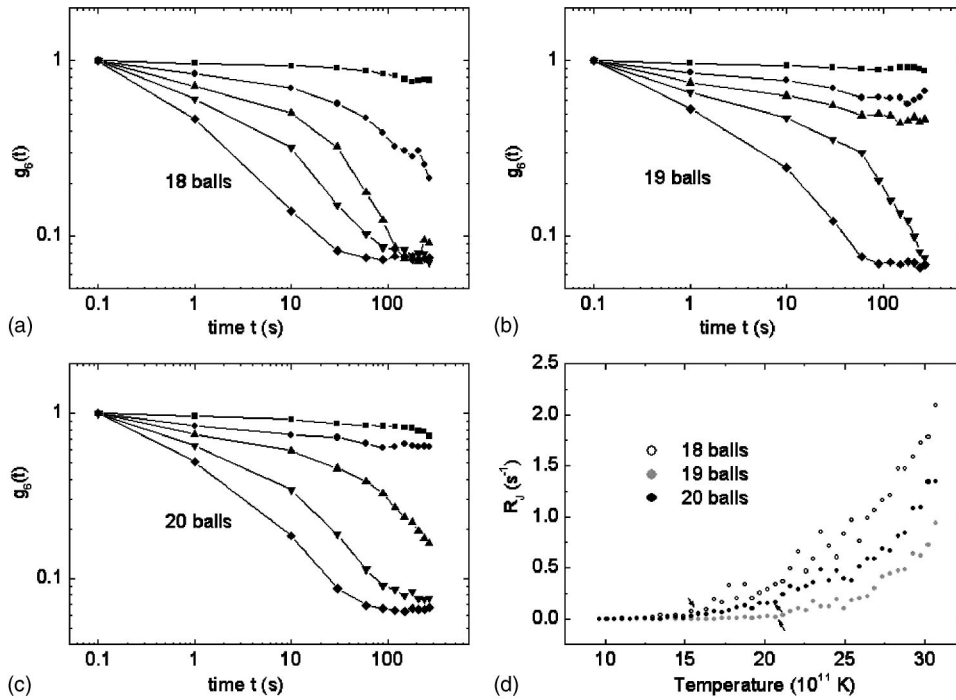 1
0.1
g₆(t)
18 balls
0.1 1 10 100
time t (s)
(a)
1
0.1
g₆(t)
19 balls
0.1 1 10 100
time t (s)
(b)
1
0.1
g₆(t)
20 balls
0.1 1 10 100
time t (s)
(c)
2.5
2.0
1.5
1.0
0.5
0.0
R_J (s⁻¹)
18 balls
19 balls
20 balls
10 15 20 25 30
Temperature (10¹¹ K)
(d)